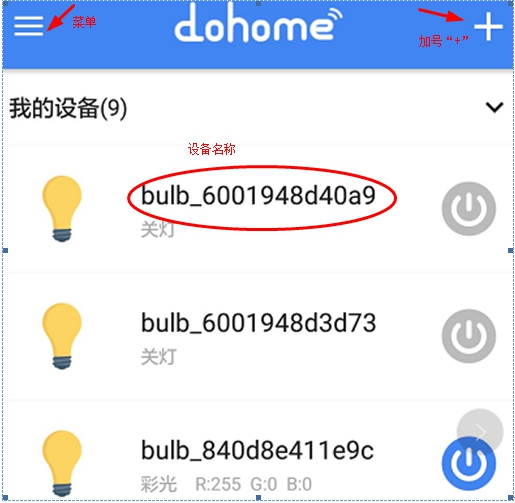 菜单
dohome
加号“+”
我的设备(9)
设备名称
bulb_6001948d40a9
关灯
bulb_6001948d3d73
关灯
bulb_840d8e411e9c
彩光 R:255 G:0 B:0